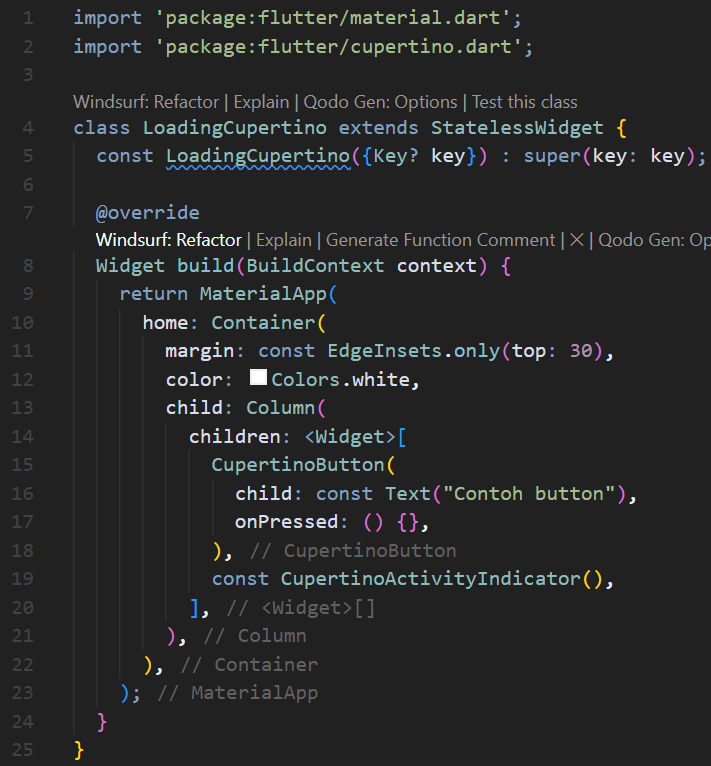 1 import 'package:flutter/material.dart';
2 import 'package:flutter/cupertino.dart';
3
Windsurf: Refactor | Explain | Qodo Gen: Options | Test this class
4 class LoadingCupertino extends StatelessWidget {
5   const LoadingCupertino({Key? key}) : super(key: key);
6
7   @override
Windsurf: Refactor | Explain | Generate Function Comment | ✕ | Qodo Gen: Op
8   Widget build(BuildContext context) {
9     return MaterialApp(
10       home: Container(
11         margin: const EdgeInsets.only(top: 30),
12         color: Colors.white,
13         child: Column(
14           children: <Widget>[
15             CupertinoButton(
16               child: const Text("Contoh button"),
17               onPressed: () {},
18             ), // CupertinoButton
19             const CupertinoActivityIndicator(),
20           ], // <Widget>[]
21         ), // Column
22       ), // Container
23     ); // MaterialApp
24   }
25 }